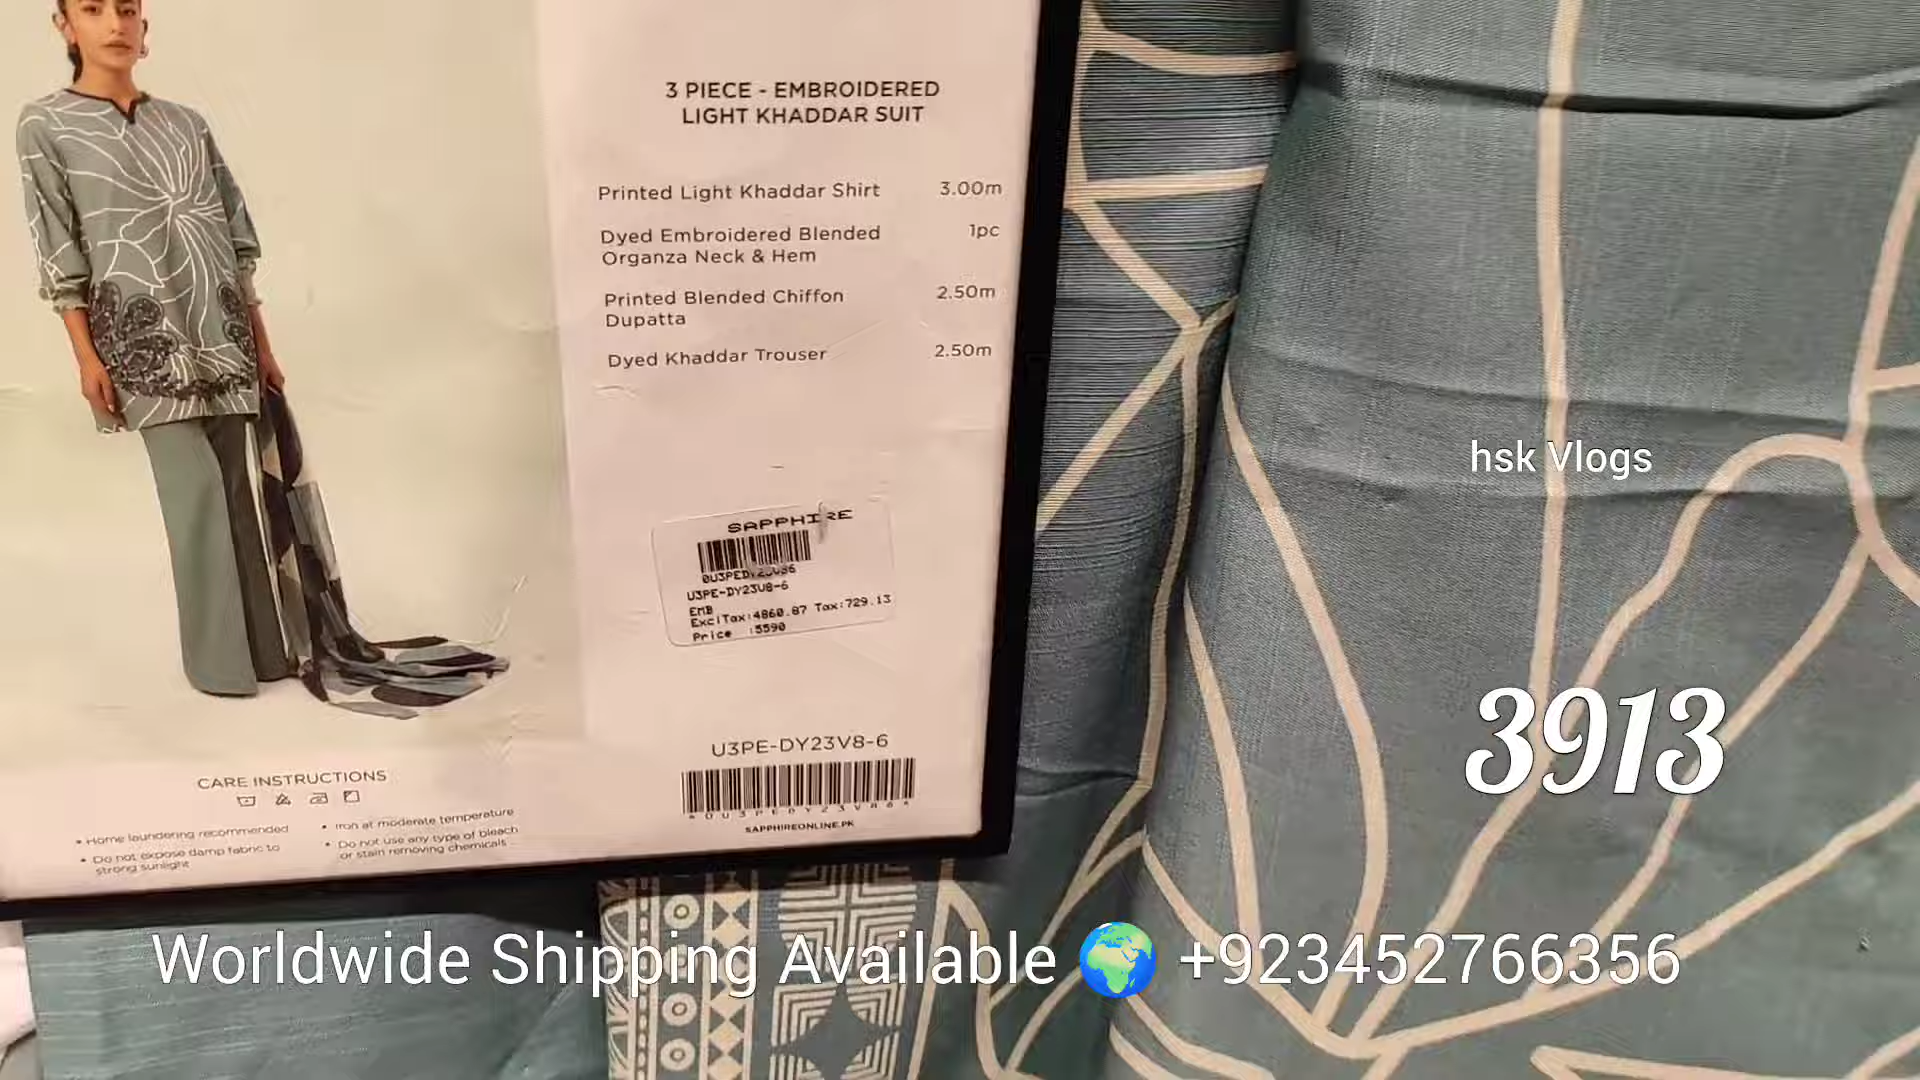 3 PIECE - EMBROIDERED
LIGHT KHADDAR SUIT
Printed Light Khaddar Shirt 3.00m
Dyed Embroidered Blended 1pc
Organza Neck & Hem
Printed Blended Chiffon 2.50m
Dupatta
Dyed Khaddar Trouser 2.50m
SAPPHIRE
U3PE-DY23V8-6
EMB
ExclTax:4860.87 Tax:729.13
Price :5590
U3PE-DY23V8-6
SAPPHIREONLINE.PK
CARE INSTRUCTIONS
• Home laundering recommended
• Do not expose damp fabric to
strong sunlight
• Iron at moderate temperature
• Do not use any type of bleach
or stain removing chemicals
hsk Vlogs
3913
Worldwide Shipping Available 🌍 +923452766356